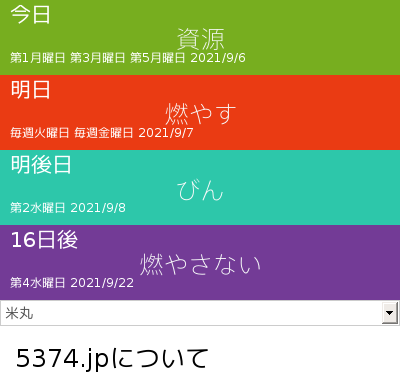 今日
資源
第1月曜日 第3月曜日 第5月曜日 2021/9/6
明日
燃やす
毎週火曜日 毎週金曜日 2021/9/7
明後日
びん
第2水曜日 2021/9/8
16日後
燃やさない
第4水曜日 2021/9/22
米丸
5374.jpについて